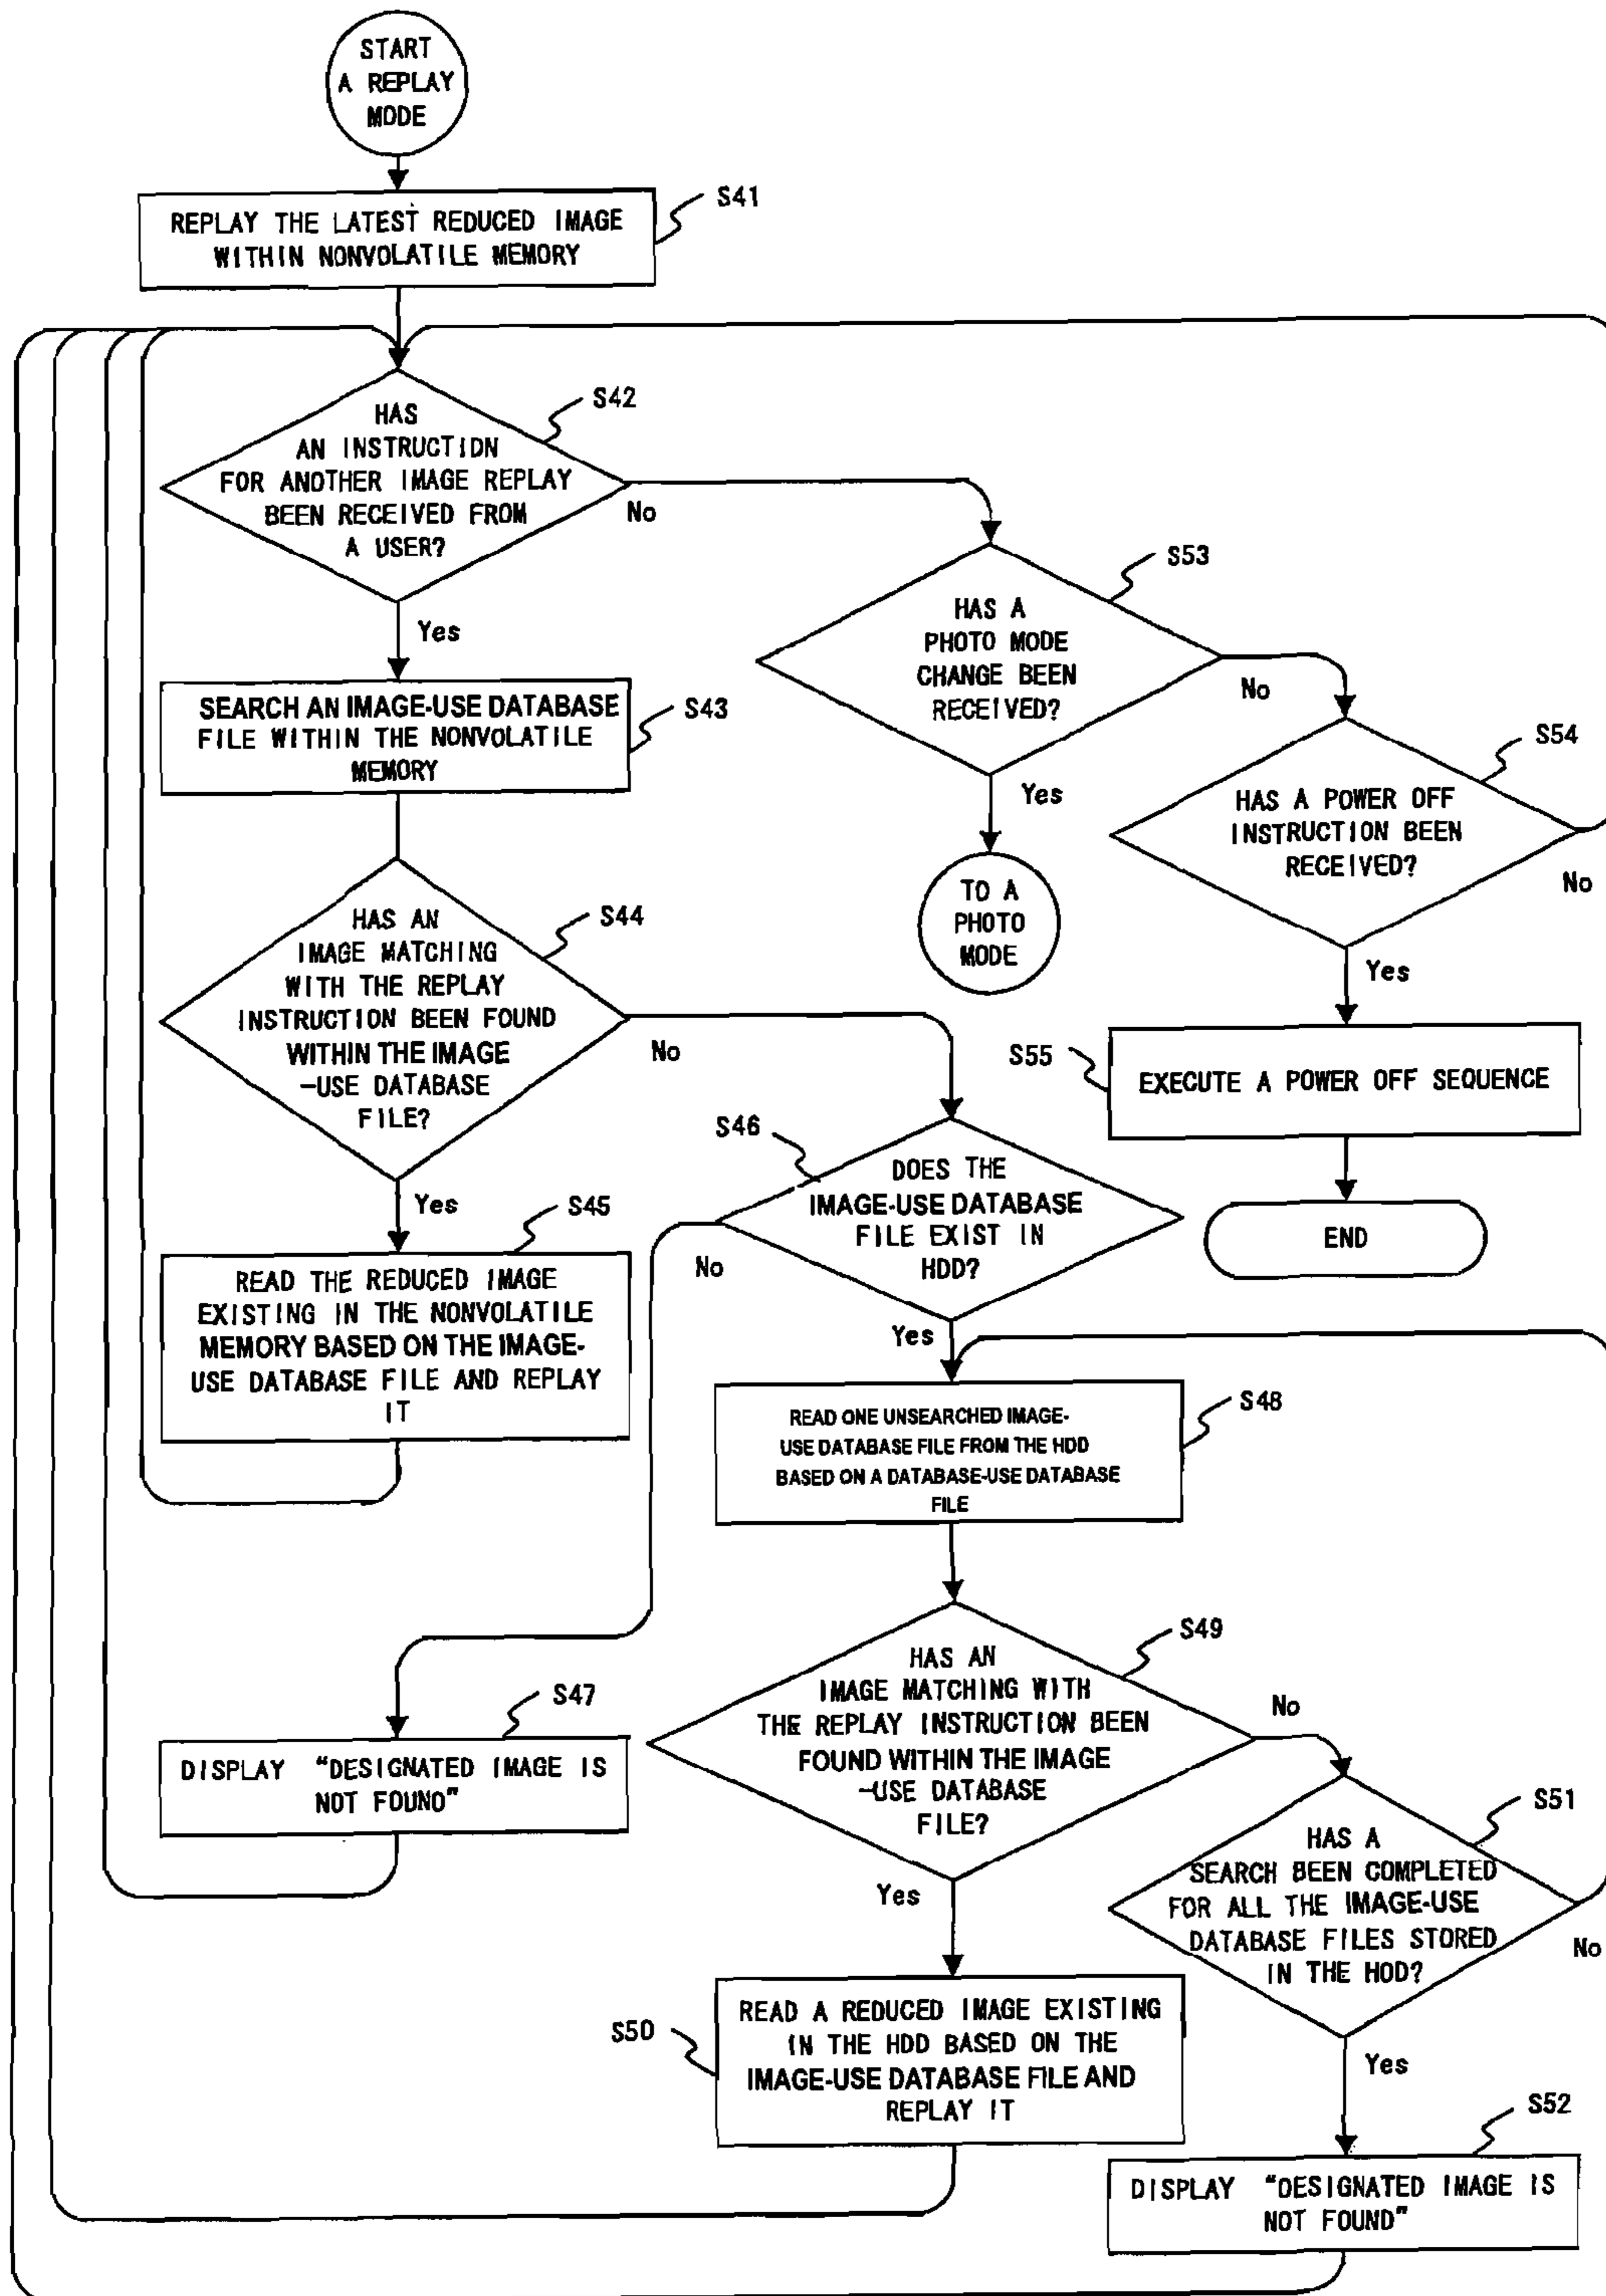 START
A REPLAY
MODE
S41
REPLAY THE LATEST REDUCED IMAGE
WITHIN NONVOLATILE MEMORY
S42
HAS
AN INSTRUCTION
FOR ANOTHER IMAGE REPLAY
BEEN RECEIVED FROM
A USER?
No
Yes
S53
HAS A
PHOTO MODE
CHANGE BEEN
RECEIVED?
No
Yes
S43
SEARCH AN IMAGE-USE DATABASE
FILE WITHIN THE NONVOLATILE
MEMORY
S54
HAS A POWER OFF
INSTRUCTION BEEN
RECEIVED?
No
Yes
TO A
PHOTO
MODE
S44
HAS AN
IMAGE MATCHING
WITH THE REPLAY
INSTRUCTION BEEN FOUND
WITHIN THE IMAGE
-USE DATABASE
FILE?
No
Yes
S55
EXECUTE A POWER OFF SEQUENCE
END
S46
DOES THE
IMAGE-USE DATABASE
FILE EXIST IN
HDD?
No
Yes
S45
READ THE REDUCED IMAGE
EXISTING IN THE NONVOLATILE
MEMORY BASED ON THE IMAGE-
USE DATABASE FILE AND REPLAY
IT
S48
READ ONE UNSEARCHED IMAGE-
USE DATABASE FILE FROM THE HDD
BASED ON A DATABASE-USE DATABASE
FILE
S49
HAS AN
IMAGE MATCHING WITH
THE REPLAY INSTRUCTION BEEN
FOUND WITHIN THE IMAGE
-USE DATABASE
FILE?
No
Yes
S47
DISPLAY "DESIGNATED IMAGE IS
NOT FOUND"
S51
HAS A
SEARCH BEEN COMPLETED
FOR ALL THE IMAGE-USE
DATABASE FILES STORED
IN THE HOD?
No
Yes
S50
READ A REDUCED IMAGE EXISTING
IN THE HDD BASED ON THE
IMAGE-USE DATABASE FILE AND
REPLAY IT
S52
DISPLAY "DESIGNATED IMAGE IS
NOT FOUND"